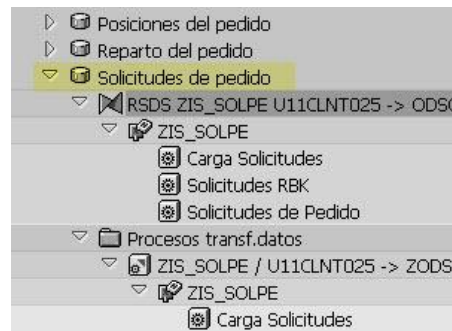 Posiciones del pedido
Reparto del pedido
Solicitudes de pedido
RSDS ZIS_SOLPE U11CLNT025 -> ODSO
ZIS_SOLPE
Carga Solicitudes
Solicitudes RBK
Solicitudes de Pedido
Procesos transf.datos
ZIS_SOLPE / U11CLNT025 -> ZODS
ZIS_SOLPE
Carga Solicitudes